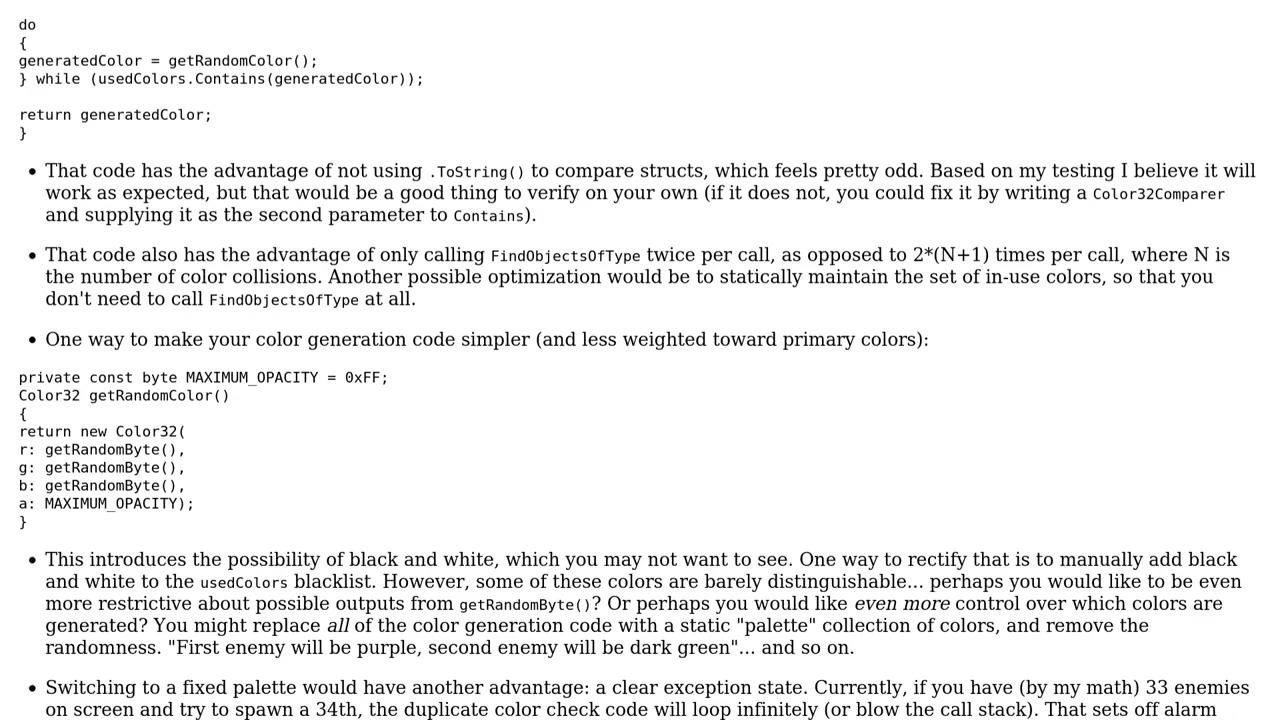 do
{
generatedColor = getRandomColor();
} while (usedColors.Contains(generatedColor));
return generatedColor;
}
• That code has the advantage of not using .ToString() to compare structs, which feels pretty odd. Based on my testing I believe it will
work as expected, but that would be a good thing to verify on your own (if it does not, you could fix it by writing a Color32Comparer
and supplying it as the second parameter to Contains).
• That code also has the advantage of only calling FindObjectsOfType twice per call, as opposed to 2*(N+1) times per call, where N is
the number of color collisions. Another possible optimization would be to statically maintain the set of in-use colors, so that you
don't need to call FindObjectsOfType at all.
• One way to make your color generation code simpler (and less weighted toward primary colors):
private const byte MAXIMUM_OPACITY = 0xFF;
Color32 getRandomColor()
{
return new Color32(
r: getRandomByte(),
g: getRandomByte(),
b: getRandomByte(),
a: MAXIMUM_OPACITY);
}
• This introduces the possibility of black and white, which you may not want to see. One way to rectify that is to manually add black
and white to the usedColors blacklist. However, some of these colors are barely distinguishable... perhaps you would like to be even
more restrictive about possible outputs from getRandomByte()? Or perhaps you would like even more control over which colors are
generated? You might replace all of the color generation code with a static "palette" collection of colors, and remove the
randomness. "First enemy will be purple, second enemy will be dark green"... and so on.
• Switching to a fixed palette would have another advantage: a clear exception state. Currently, if you have (by my math) 33 enemies
on screen and try to spawn a 34th, the duplicate color check code will loop infinitely (or blow the call stack). That sets off alarm